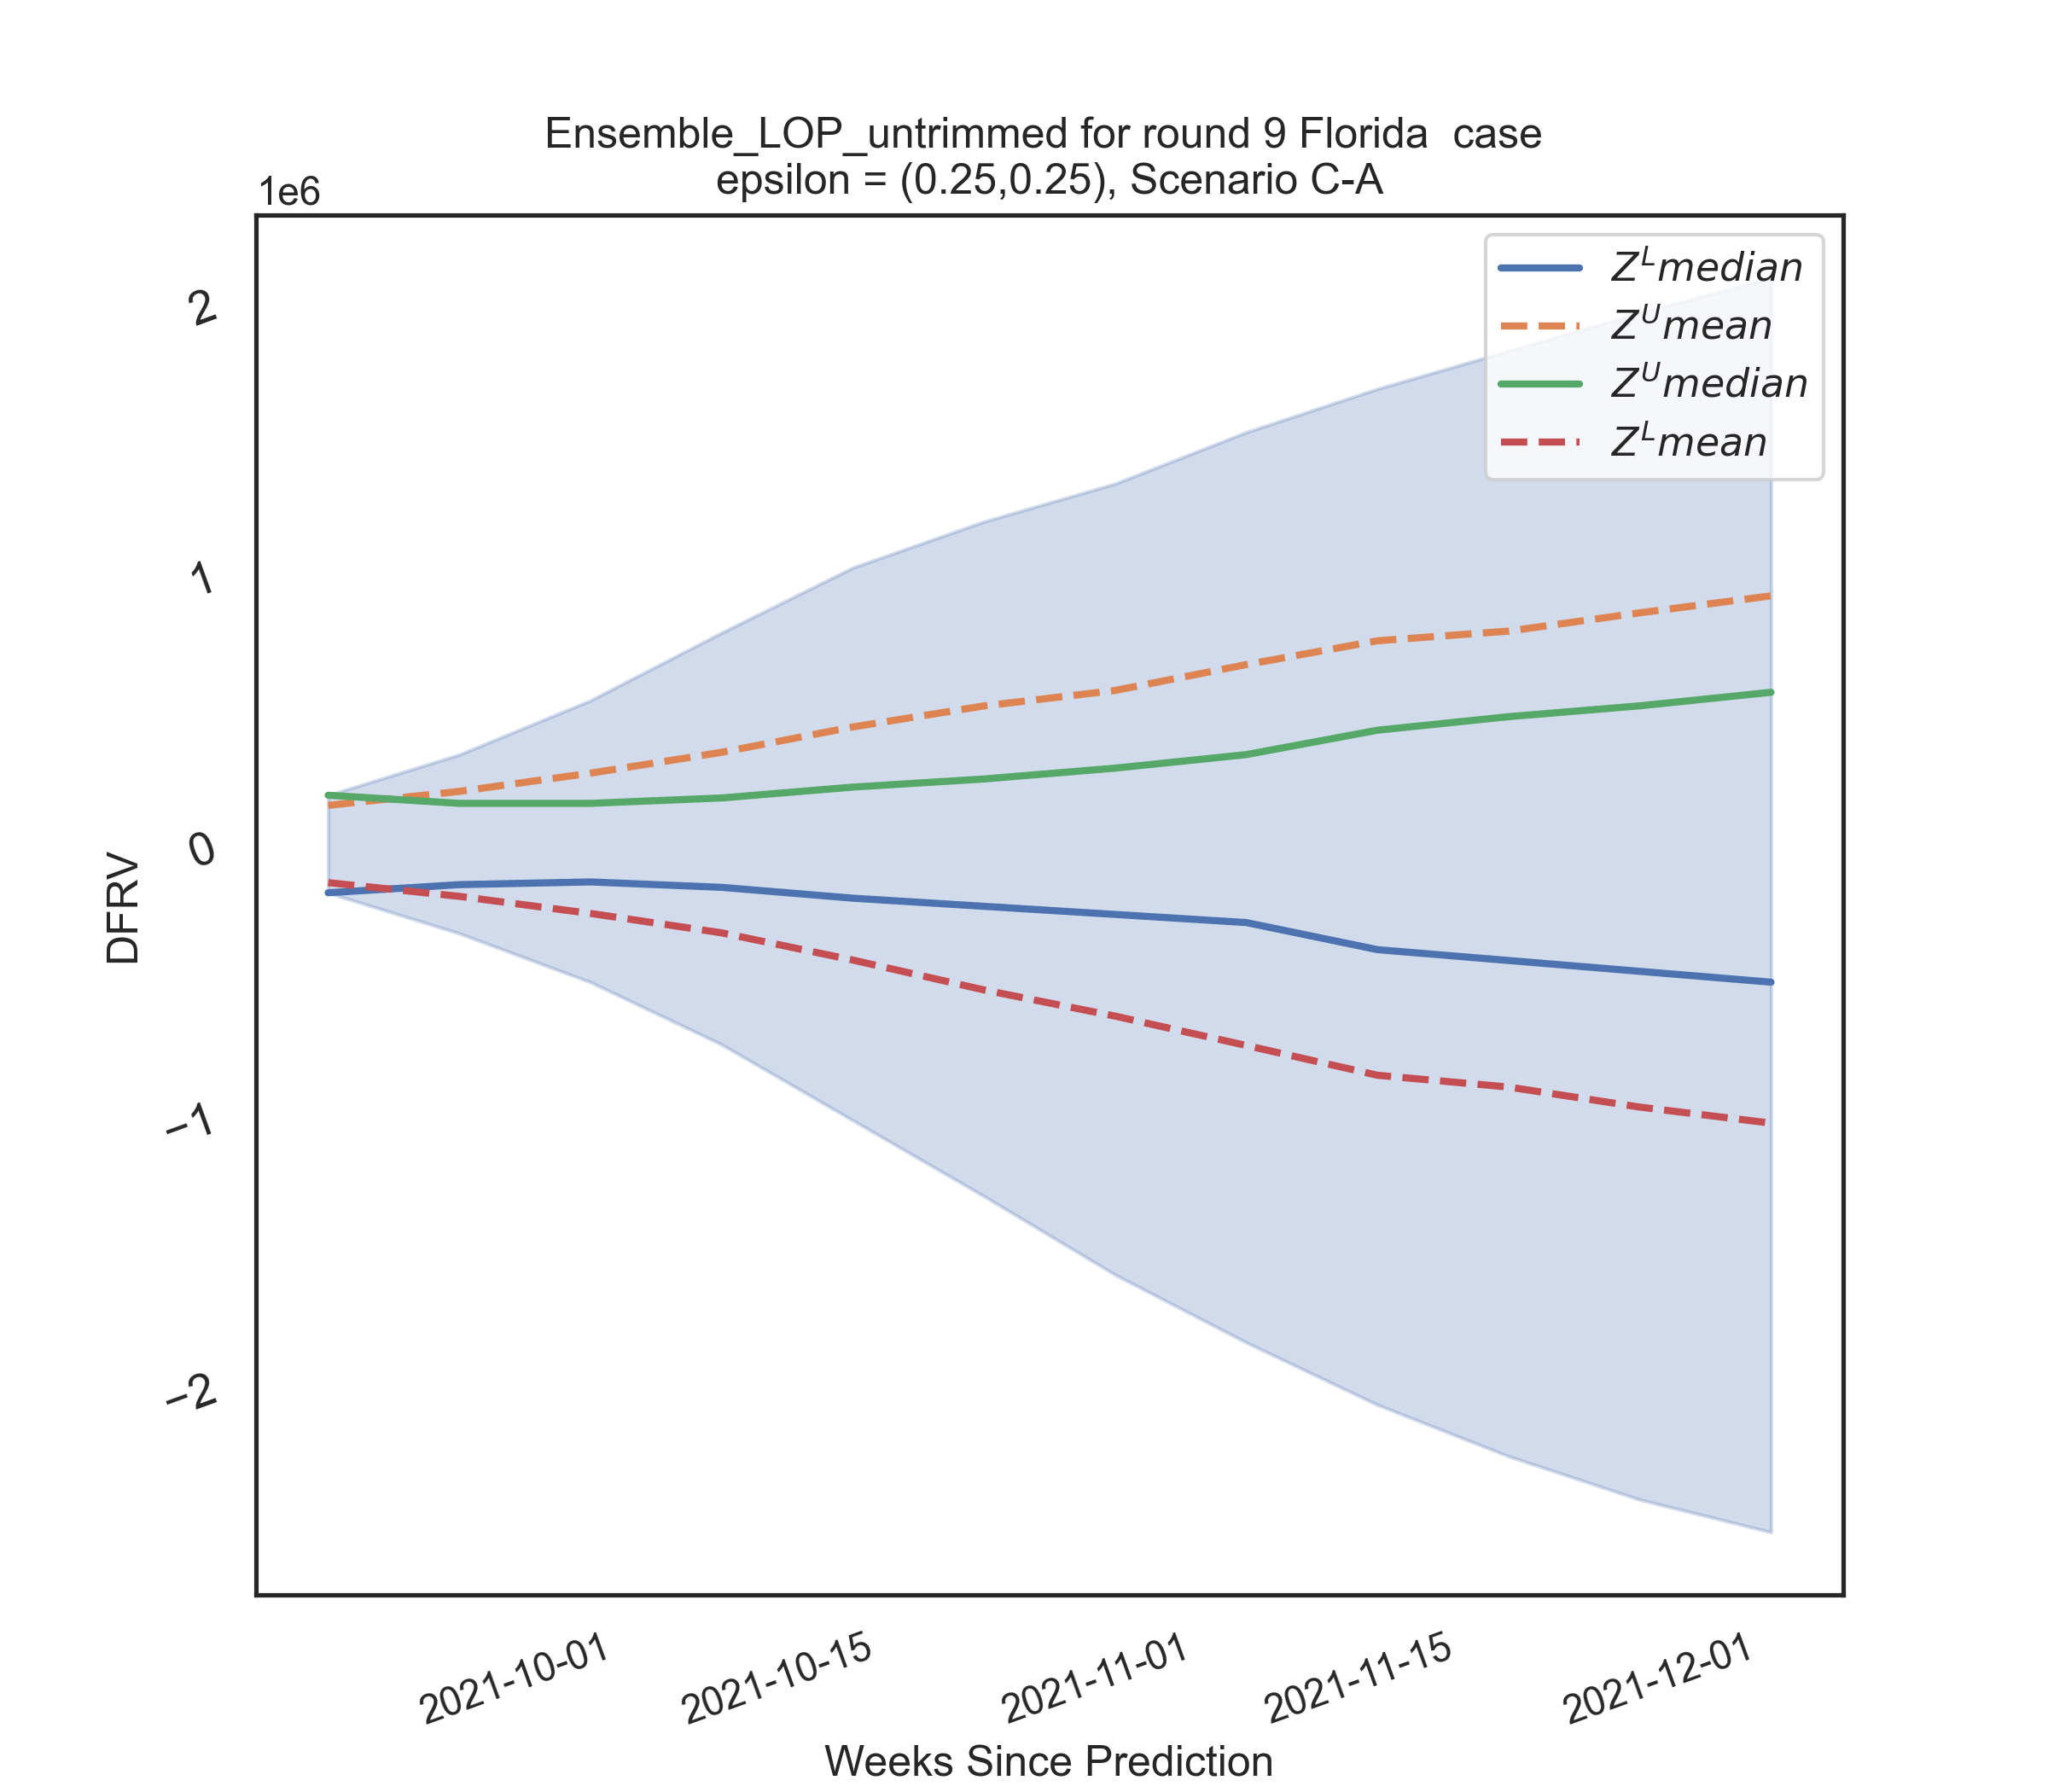 Ensemble_LOP_untrimmed for round 9 Florida  case
epsilon = (0.25,0.25), Scenario C-A
1e6
Z^L median
Z^U mean
Z^U median
Z^L mean
2
1
0
−1
−2
DFRV
2021-10-01
2021-10-15
2021-11-01
2021-11-15
2021-12-01
Weeks Since Prediction